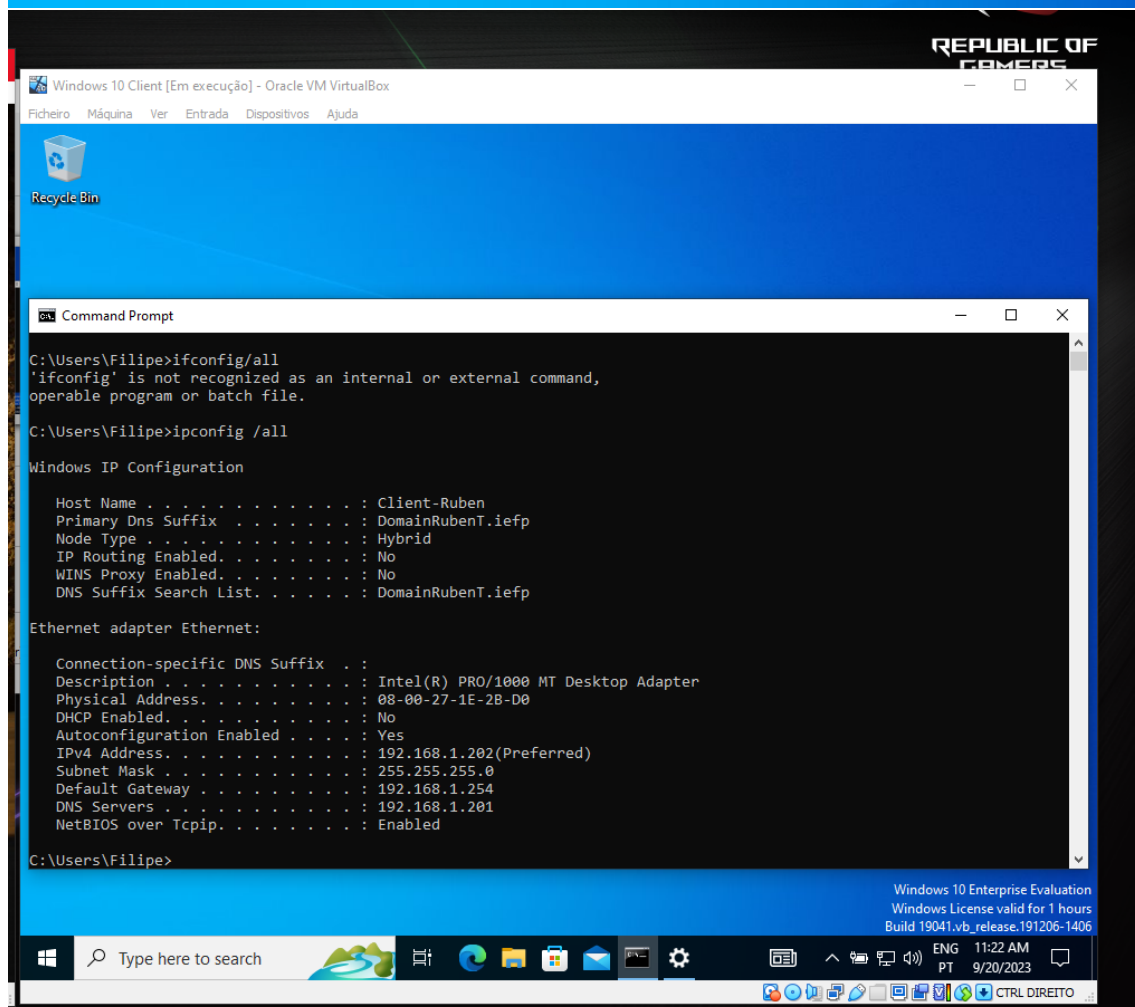 REPUBLIC OF
GAMERS
Windows 10 Client [Em execução] - Oracle VM VirtualBox
Ficheiro Máquina Ver Entrada Dispositivos Ajuda
Recycle Bin
Command Prompt
C:\Users\Filipe>ifconfig/all
'ifconfig' is not recognized as an internal or external command,
operable program or batch file.
C:\Users\Filipe>ipconfig /all
Windows IP Configuration
Host Name . . . . . . . . . . . . : Client-Ruben
Primary Dns Suffix . . . . . . . : DomainRubenT.iefp
Node Type . . . . . . . . . . . . : Hybrid
IP Routing Enabled. . . . . . . . : No
WINS Proxy Enabled. . . . . . . . : No
DNS Suffix Search List. . . . . . : DomainRubenT.iefp
Ethernet adapter Ethernet:
Connection-specific DNS Suffix . :
Description . . . . . . . . . . . : Intel(R) PRO/1000 MT Desktop Adapter
Physical Address. . . . . . . . . : 08-00-27-1E-2B-D0
DHCP Enabled. . . . . . . . . . . : No
Autoconfiguration Enabled . . . . : Yes
IPv4 Address. . . . . . . . . . . : 192.168.1.202(Preferred)
Subnet Mask . . . . . . . . . . . : 255.255.255.0
Default Gateway . . . . . . . . . : 192.168.1.254
DNS Servers . . . . . . . . . . . : 192.168.1.201
NetBIOS over Tcpip. . . . . . . . : Enabled
C:\Users\Filipe>
Windows 10 Enterprise Evaluation
Windows License valid for 1 hours
Build 19041.vb_release.191206-1406
Type here to search
ENG 11:22 AM
PT 9/20/2023
CTRL DIREITO